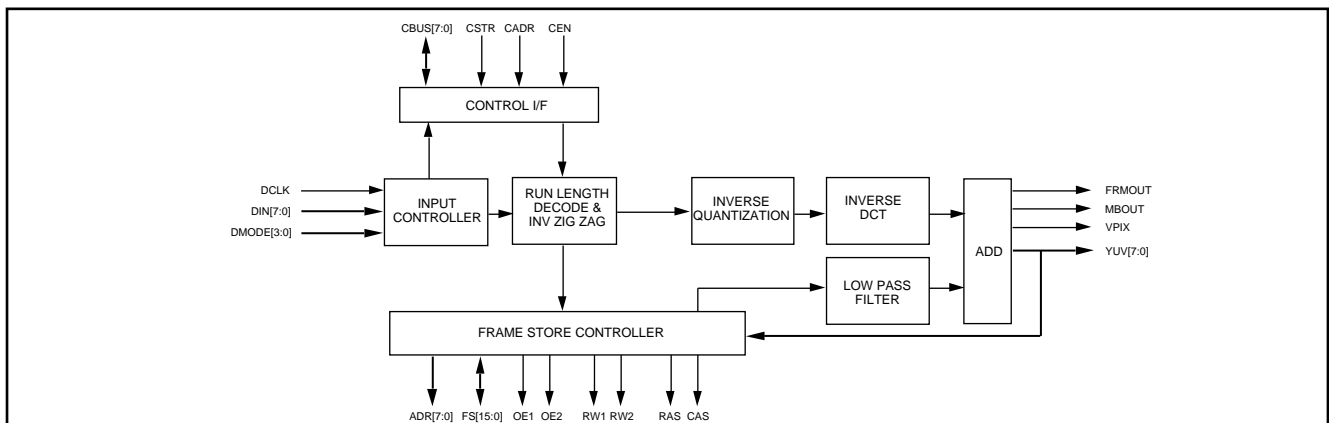 CBUS[7:0] CSTR CADR CEN
CONTROL I/F
DCLK
DIN[7:0]
DMODE[3:0]
INPUT
CONTROLLER
RUN LENGTH
DECODE &
INV ZIG ZAG
INVERSE
QUANTIZATION
INVERSE
DCT
LOW PASS
FILTER
ADD
FRMOUT
MBOUT
VPIX
YUV[7:0]
FRAME STORE CONTROLLER
ADR[7:0] FS[15:0] OE1 OE2 RW1 RW2 RAS CAS